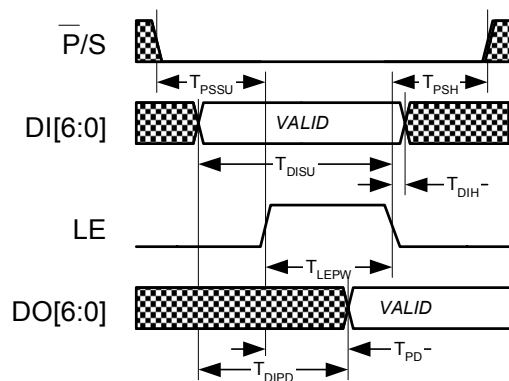 P̅/S
T_PSSU T_PSH
DI[6:0] VALID
T_DISU
T_DIH
LE
T_LEPW
DO[6:0] VALID
T_PD
T_DIPD